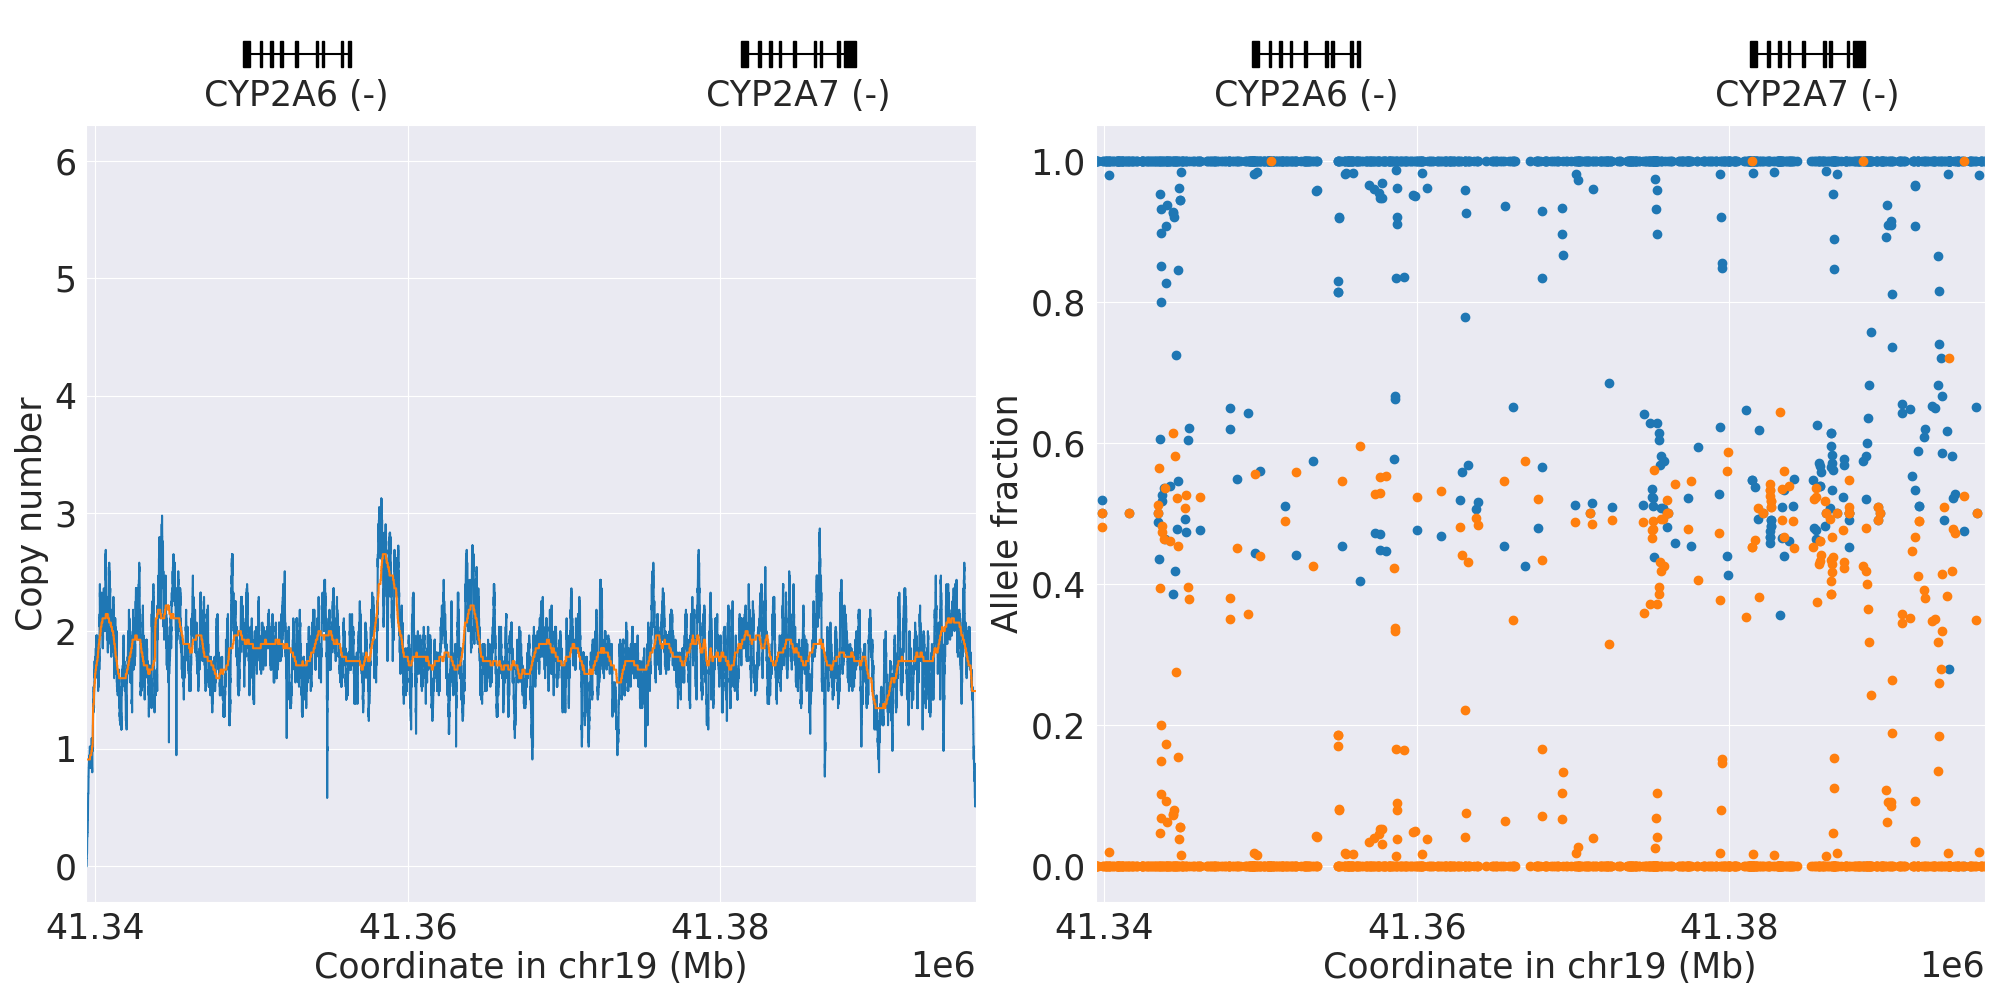 CYP2A6 (-) CYP2A7 (-) CYP2A6 (-) CYP2A7 (-)
6
5
4
3
2
1
0
Copy number
41.34 41.36 41.38
Coordinate in chr19 (Mb) 1e6
1.0
0.8
0.6
0.4
0.2
0.0
Allele fraction
41.34 41.36 41.38
Coordinate in chr19 (Mb) 1e6